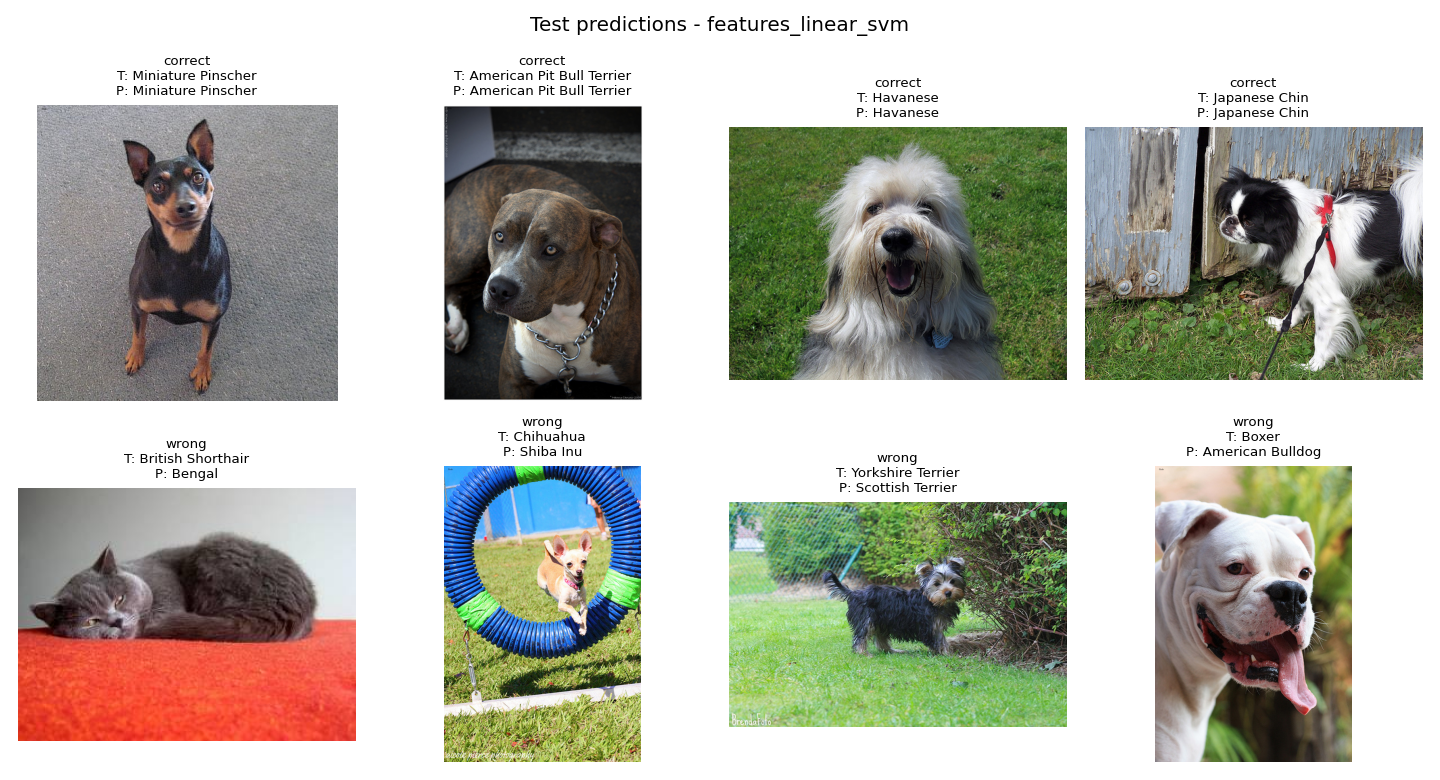 Test predictions - features_linear_svm
correct
T: Miniature Pinscher
P: Miniature Pinscher
correct
T: American Pit Bull Terrier
P: American Pit Bull Terrier
correct
T: Havanese
P: Havanese
correct
T: Japanese Chin
P: Japanese Chin
wrong
T: British Shorthair
P: Bengal
wrong
T: Chihuahua
P: Shiba Inu
wrong
T: Yorkshire Terrier
P: Scottish Terrier
BrendaFoto
wrong
T: Boxer
P: American Bulldog